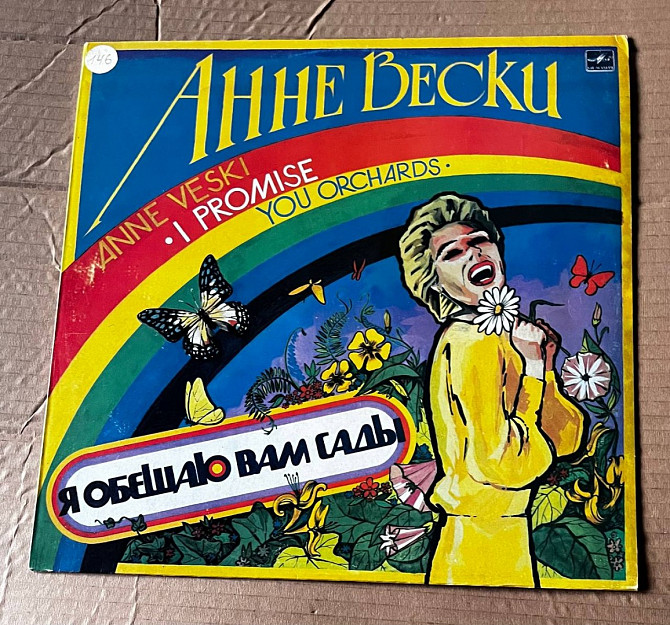 146
АННЕ ВЕСКИ
ANNE VESKI
• I PROMISE
YOU ORCHARDS •
Я ОБЕЩАЮ ВАМ САДЫ